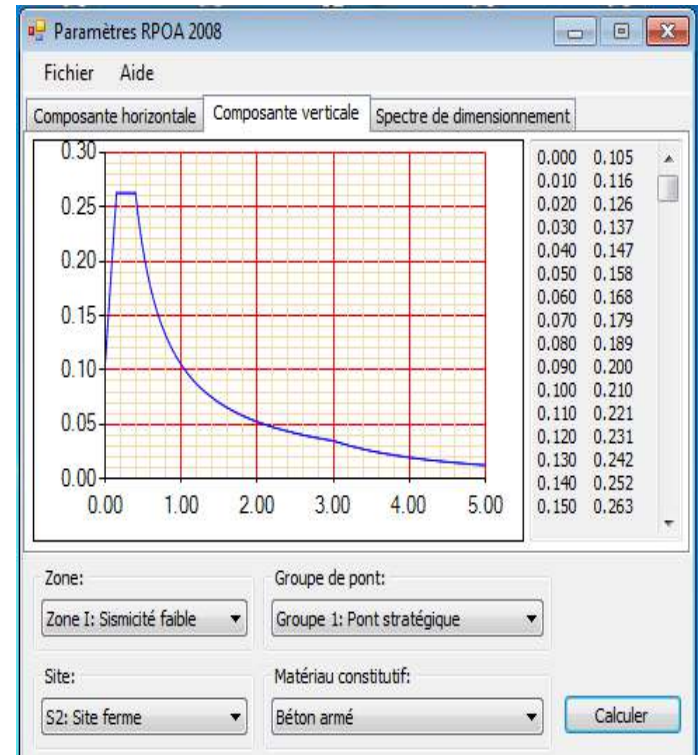 Paramètres RPOA 2008
Fichier Aide
Composante horizontale Composante verticale Spectre de dimensionnement
0.30
0.25
0.20
0.15
0.10
0.05
0.00
0.00 1.00 2.00 3.00 4.00 5.00
0.000 0.105
0.010 0.116
0.020 0.126
0.030 0.137
0.040 0.147
0.050 0.158
0.060 0.168
0.070 0.179
0.080 0.189
0.090 0.200
0.100 0.210
0.110 0.221
0.120 0.231
0.130 0.242
0.140 0.252
0.150 0.263
Zone: Groupe de pont:
Zone I: Sismicité faible Groupe 1: Pont stratégique
Site: Matériau constitutif:
S2: Site ferme Béton armé Calculer